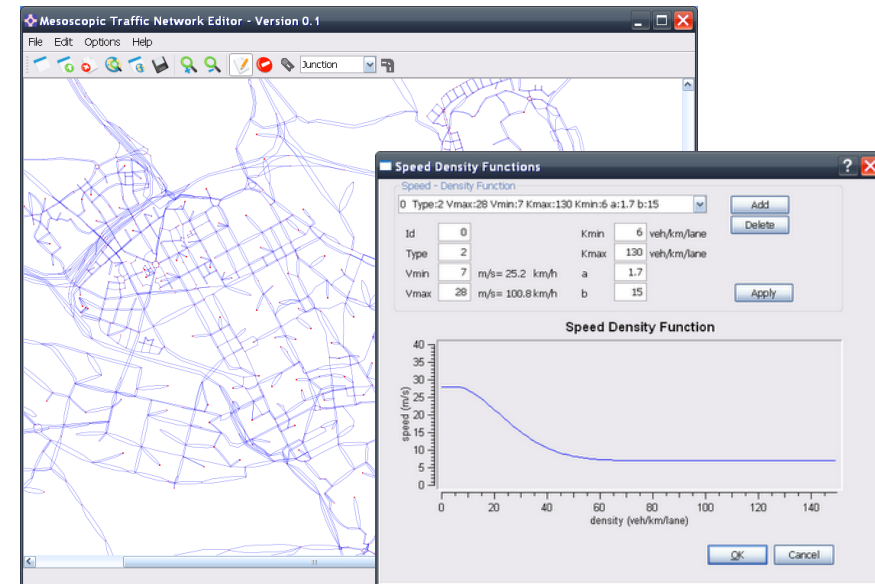 Mesoscopic Traffic Network Editor - Version 0.1
File Edit Options Help
Junction
Speed Density Functions
Speed - Density Function
0 Type:2 Vmax:28 Vmin:7 Kmax:130 Kmin:6 a:1.7 b:15
Add
Delete
Id 0 Kmin 6 veh/km/lane
Type 2 Kmax 130 veh/km/lane
Vmin 7 m/s= 25.2 km/h a 1.7
Vmax 28 m/s= 100.8 km/h b 15
Apply
Speed Density Function
speed (m/s)
40
35
30
25
20
15
10
5
0
0 20 40 60 80 100 120 140
density (veh/km/lane)
OK Cancel